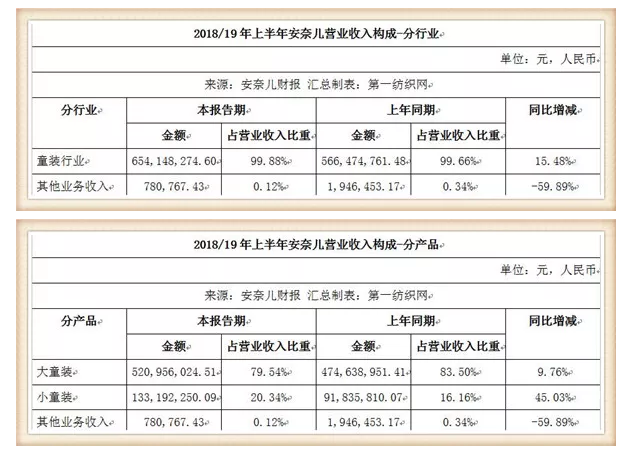 2018/19年上半年安奈儿营业收入构成-分行业
单位：元，人民币
来源：安奈儿财报 汇总制表：第一纺织网
分行业 本报告期 上年同期 同比增减
金额 占营业收入比重 金额 占营业收入比重
童装行业 654,148,274.60 99.88% 566,474,761.48 99.66% 15.48%
其他业务收入 780,767.43 0.12% 1,946,453.17 0.34% -59.89%
2018/19年上半年安奈儿营业收入构成-分产品
单位：元，人民币
来源：安奈儿财报 汇总制表：第一纺织网
分产品 本报告期 上年同期 同比增减
金额 占营业收入比重 金额 占营业收入比重
大童装 520,956,024.51 79.54% 474,638,951.41 83.50% 9.76%
小童装 133,192,250.09 20.34% 91,835,810.07 16.16% 45.03%
其他业务收入 780,767.43 0.12% 1,946,453.17 0.34% -59.89%